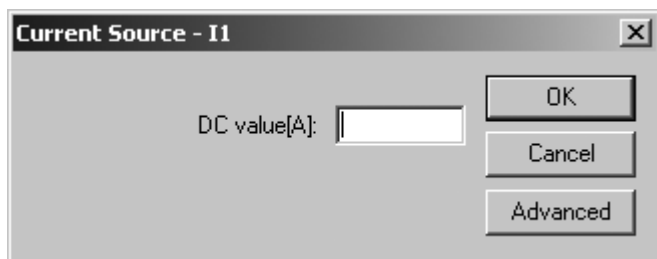 Current Source - I1
DC value[A]:
OK
Cancel
Advanced